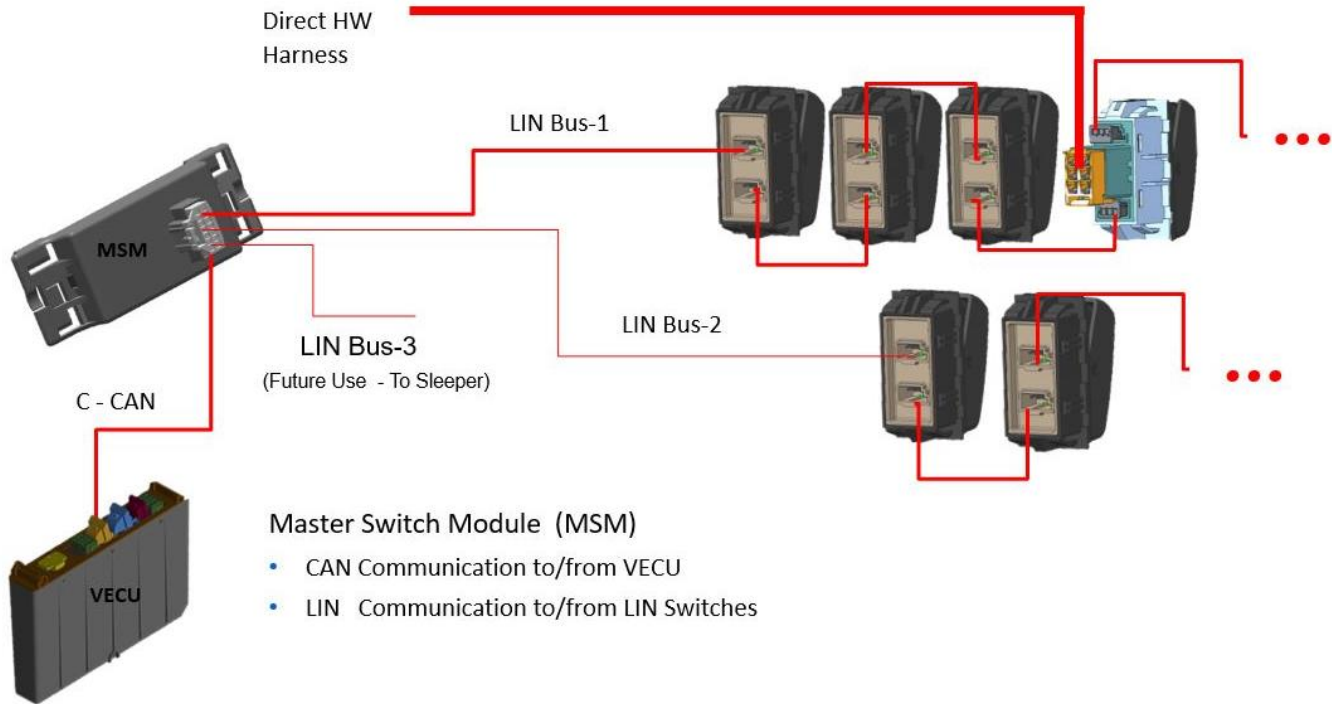 Direct HW
Harness
LIN Bus-1
MSM
LIN Bus-2
LIN Bus-3
(Future Use - To Sleeper)
C - CAN
VECU
Master Switch Module (MSM)
• CAN Communication to/from VECU
• LIN Communication to/from LIN Switches